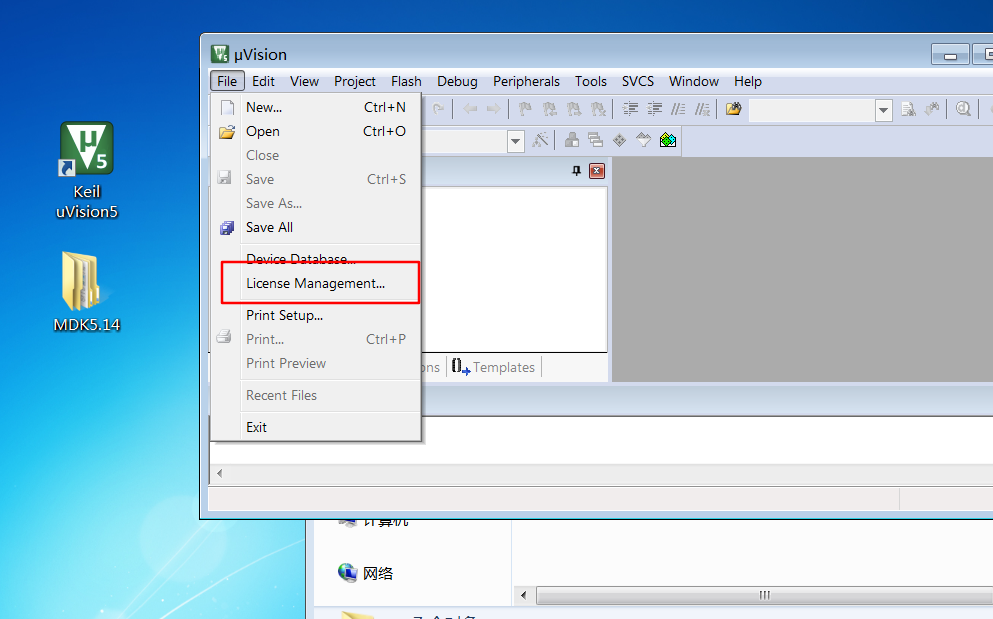 μVision
File Edit View Project Flash Debug Peripherals Tools SVCS Window Help
New... Ctrl+N
Open Ctrl+O
Close
Save Ctrl+S
Save As...
Save All
Device Database...
License Management...
Print Setup...
Print... Ctrl+P
Print Preview
Recent Files
Exit
ons
Templates
μ
V5
Keil
uVision5
MDK5.14
计算机
网络